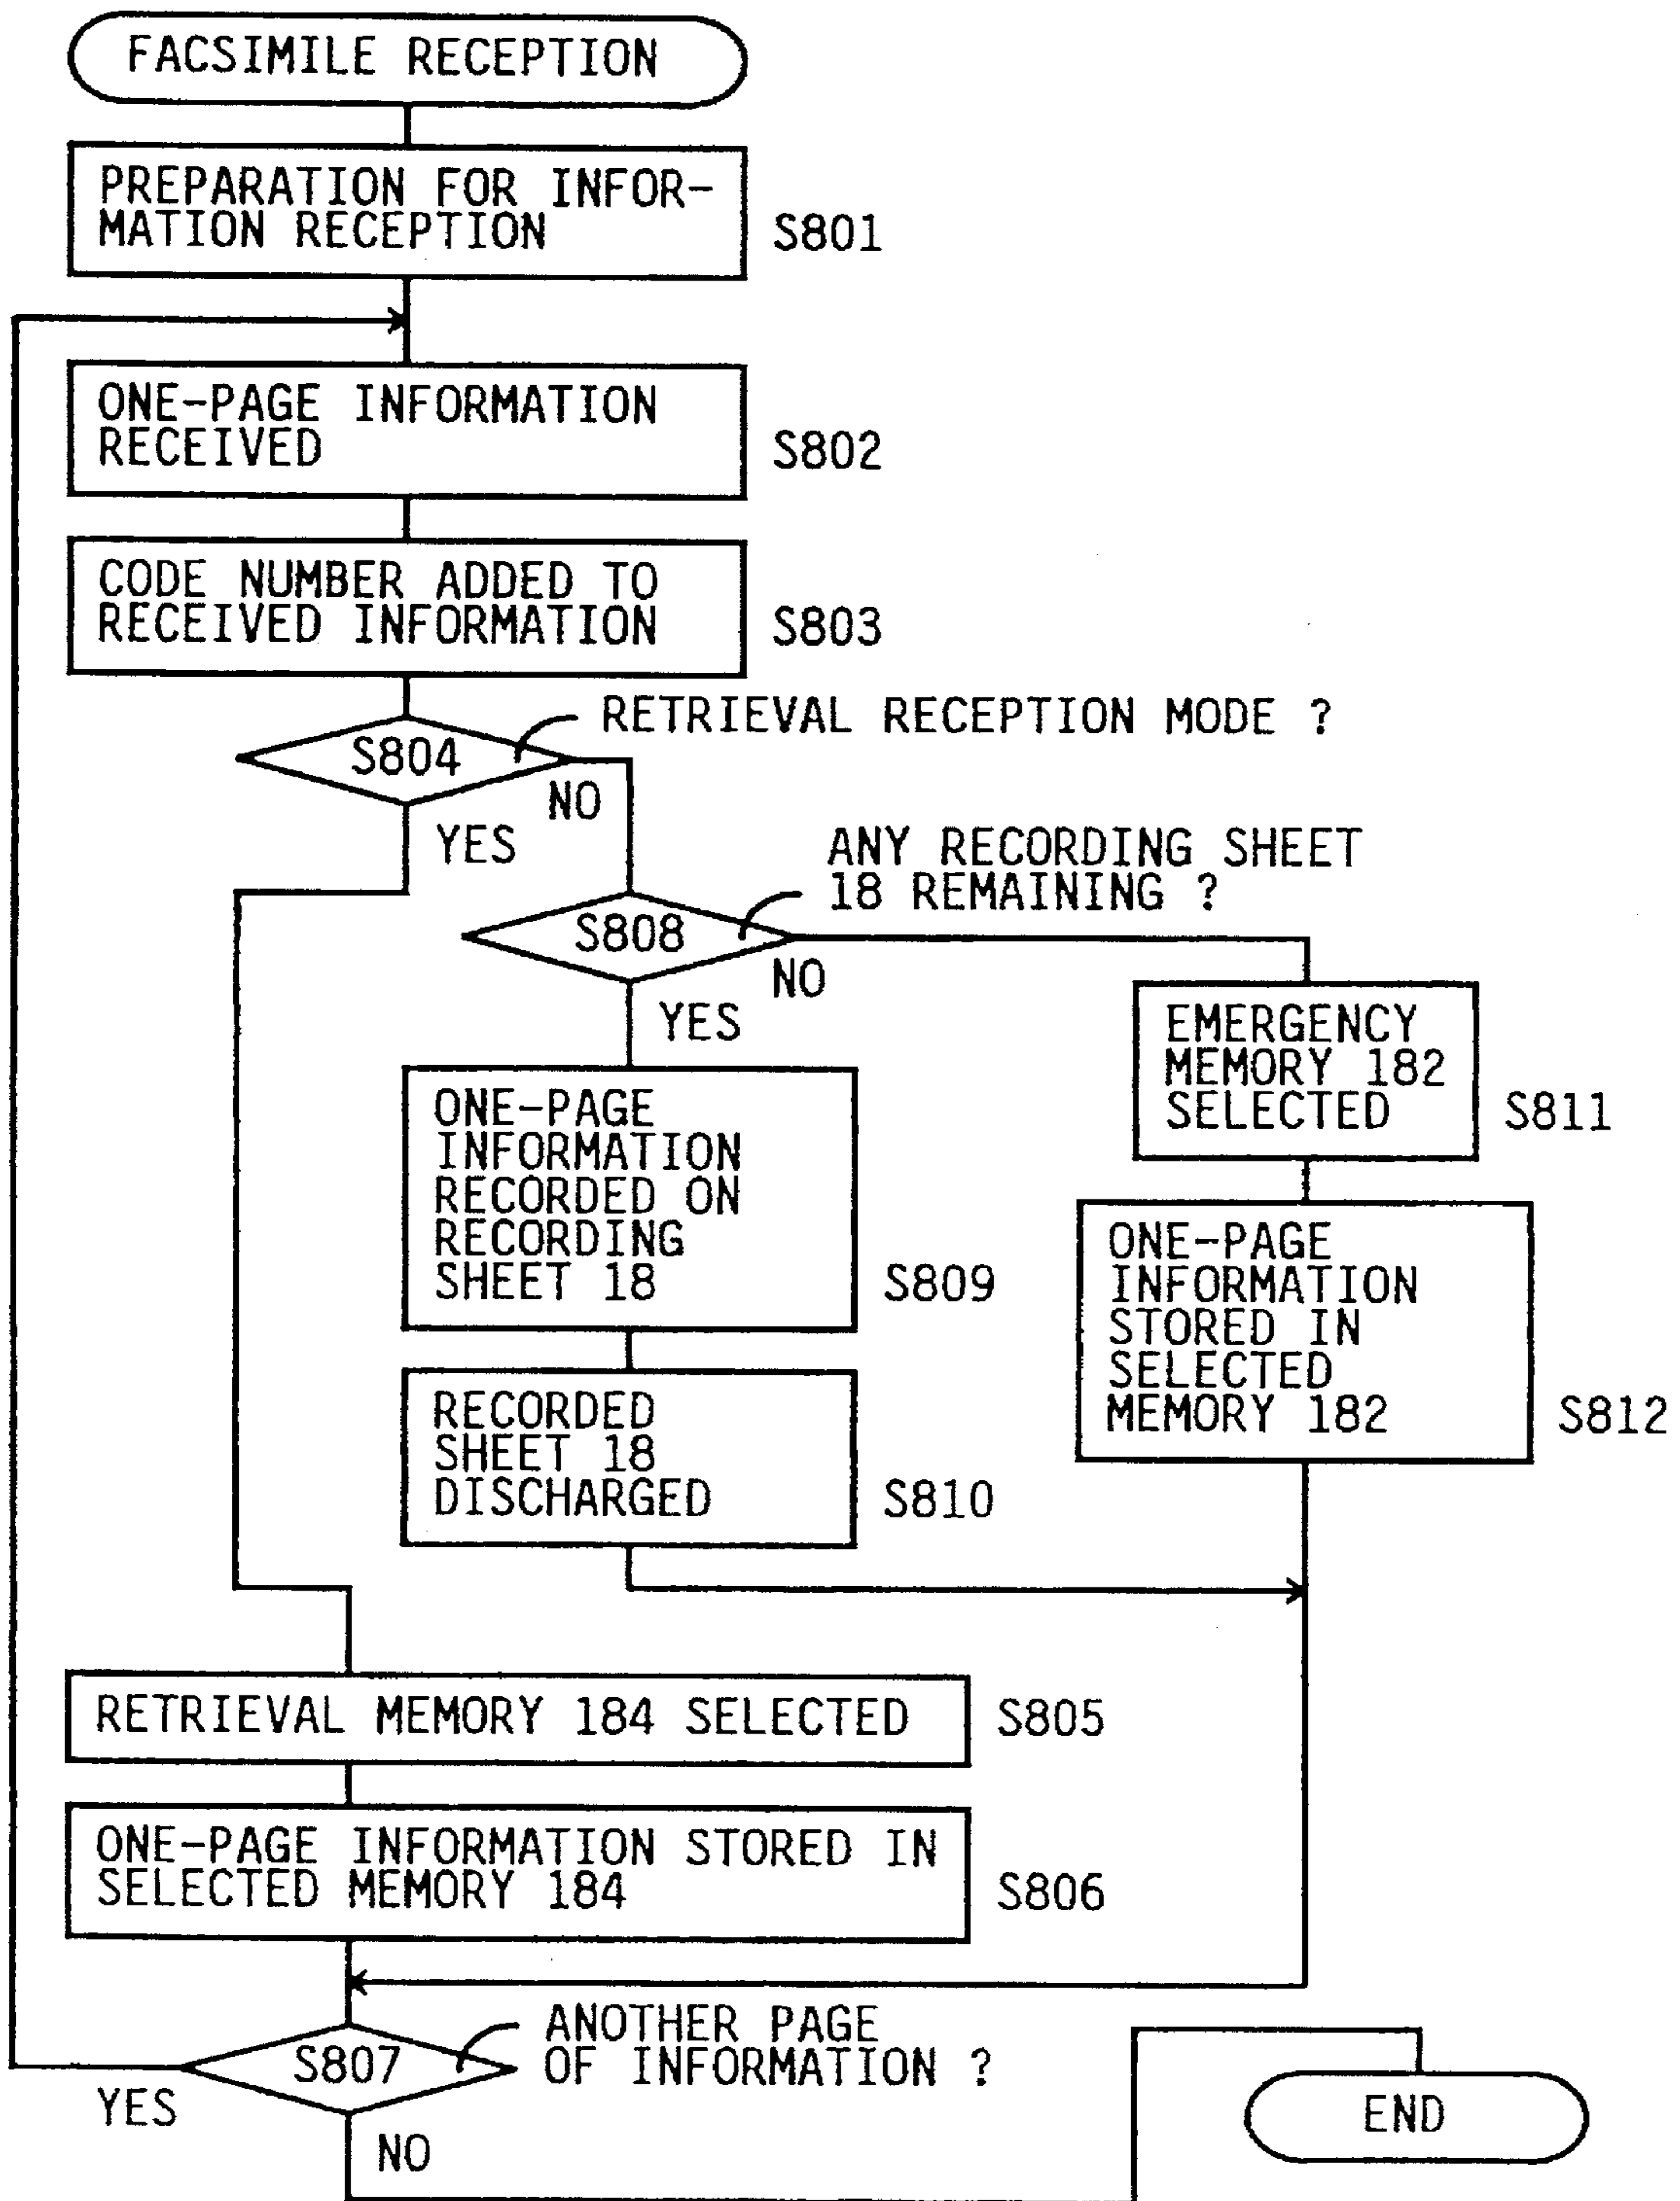 FACSIMILE RECEPTION
PREPARATION FOR INFOR-
MATION RECEPTION
S801
ONE-PAGE INFORMATION
RECEIVED
S802
CODE NUMBER ADDED TO
RECEIVED INFORMATION
S803
RETRIEVAL RECEPTION MODE ?
S804
NO
YES
ANY RECORDING SHEET
18 REMAINING ?
S808
NO
YES
EMERGENCY
MEMORY 182
SELECTED
S811
ONE-PAGE
INFORMATION
RECORDED ON
RECORDING
SHEET 18
S809
ONE-PAGE
INFORMATION
STORED IN
SELECTED
MEMORY 182
S812
RECORDED
SHEET 18
DISCHARGED
S810
RETRIEVAL MEMORY 184 SELECTED
S805
ONE-PAGE INFORMATION STORED IN
SELECTED MEMORY 184
S806
ANOTHER PAGE
OF INFORMATION ?
S807
YES
NO
END